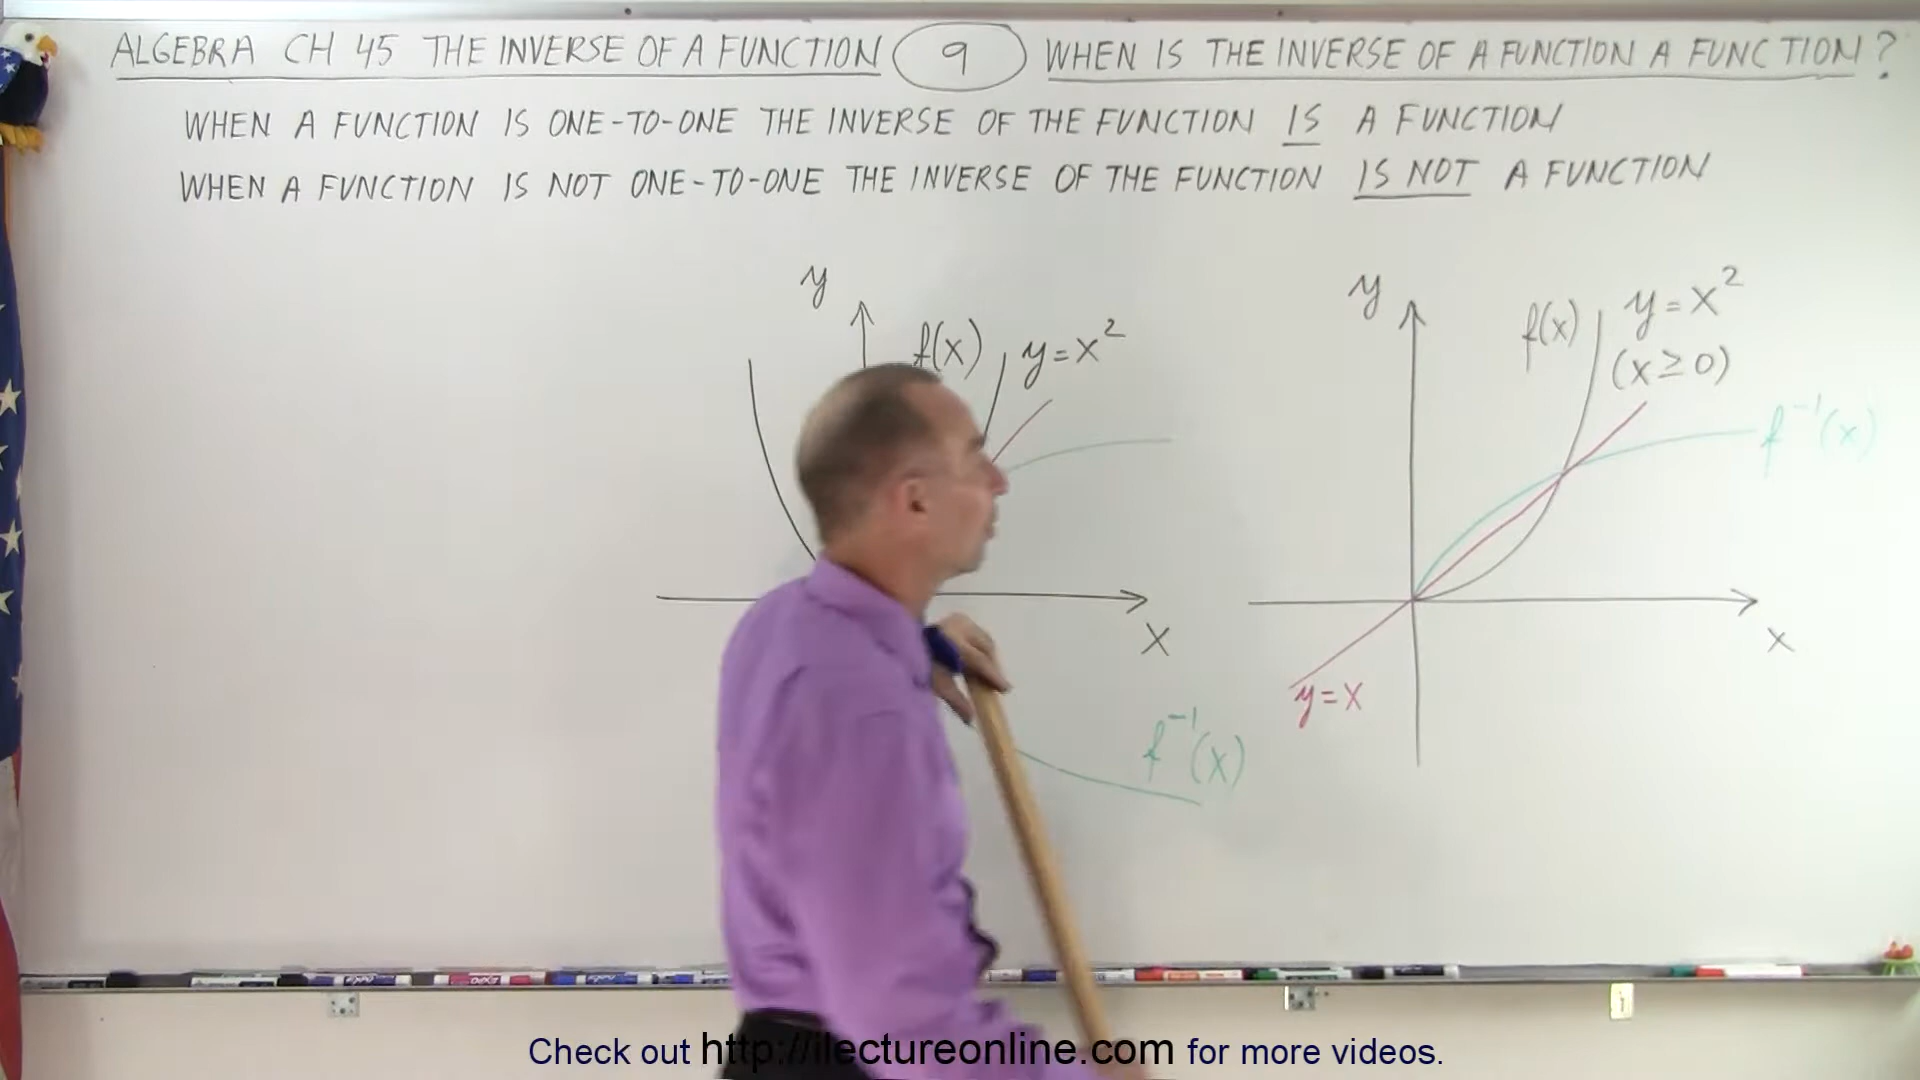 ALGEBRA CH 45 THE INVERSE OF A FUNCTION 9 WHEN IS THE INVERSE OF A FUNCTION A FUNCTION?
WHEN A FUNCTION IS ONE-TO-ONE THE INVERSE OF THE FUNCTION IS A FUNCTION
WHEN A FUNCTION IS NOT ONE-TO-ONE THE INVERSE OF THE FUNCTION IS NOT A FUNCTION
y
f(x) y=x²
x
f⁻¹(x)
y
f(x) y=x²
(x≥0)
f⁻¹(x)
x
y=x
Check out http://ilectureonline.com for more videos.